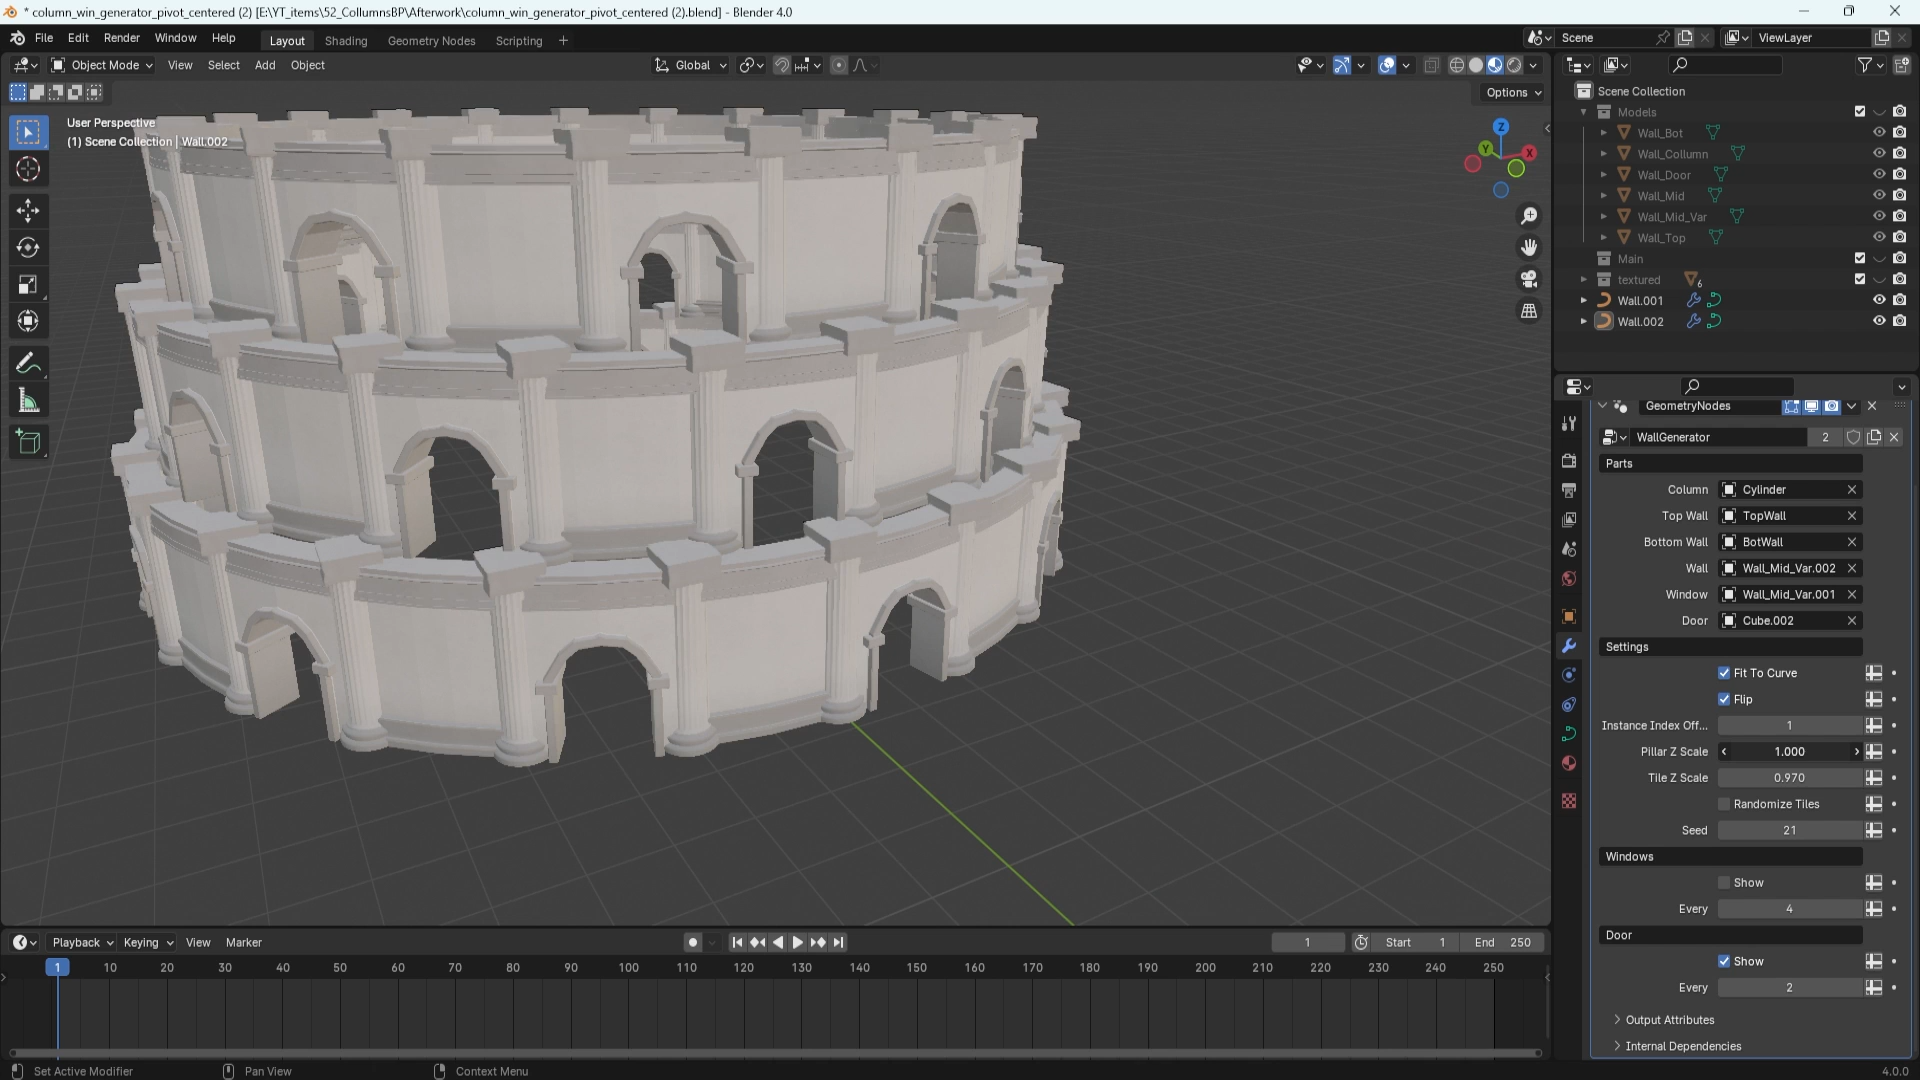 * column_win_generator_pivot_centered (2) [E:\YT_items\52_CollumnsBP\Afterwork\column_win_generator_pivot_centered (2).blend] - Blender 4.0
File Edit Render Window Help Layout Shading Geometry Nodes Scripting + Scene ViewLayer
Object Mode View Select Add Object Global
Options
User Perspective
(1) Scene Collection | Wall.002
Z
Y
X
Scene Collection
Models
Wall_Bot
Wall_Collumn
Wall_Door
Wall_Mid
Wall_Mid_Var
Wall_Top
Main
textured 6
Wall.001
Wall.002
GeometryNodes
WallGenerator 2
Parts
Column Cylinder
Top Wall TopWall
Bottom Wall BotWall
Wall Wall_Mid_Var.002
Window Wall_Mid_Var.001
Door Cube.002
Settings
Fit To Curve
Flip
Instance Index Off... 1
Pillar Z Scale 1.000
Tile Z Scale 0.970
Randomize Tiles
Seed 21
Windows
Show
Every 4
Door
Show
Every 2
Output Attributes
Internal Dependencies
Playback Keying View Marker 1 Start 1 End 250
1 10 20 30 40 50 60 70 80 90 100 110 120 130 140 150 160 170 180 190 200 210 220 230 240 250
Set Active Modifier Pan View Context Menu 4.0.0